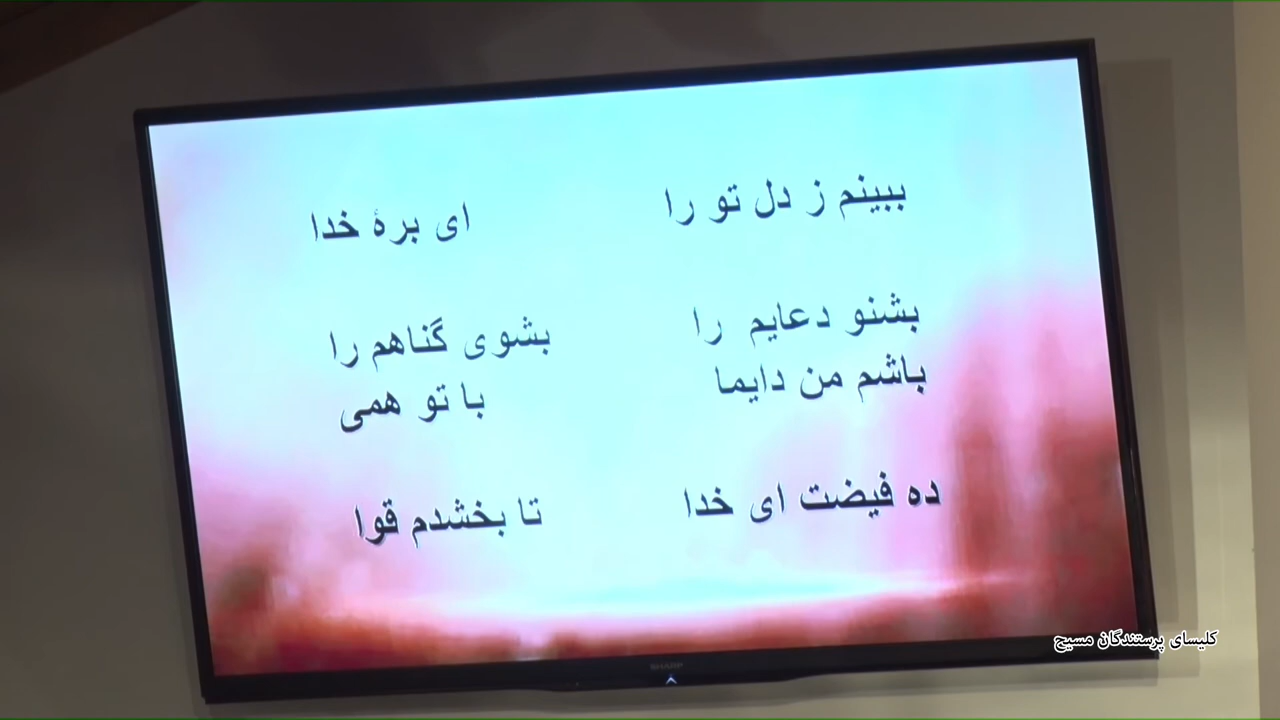 ببینم ز دل تو را ای برهٔ خدا
بشنو دعایم را بشوی گناهم را
باشم من دایما با تو همی
ده فیضت ای خدا تا بخشدم قوا
SHARP
کلیسای پرستندگان مسیح